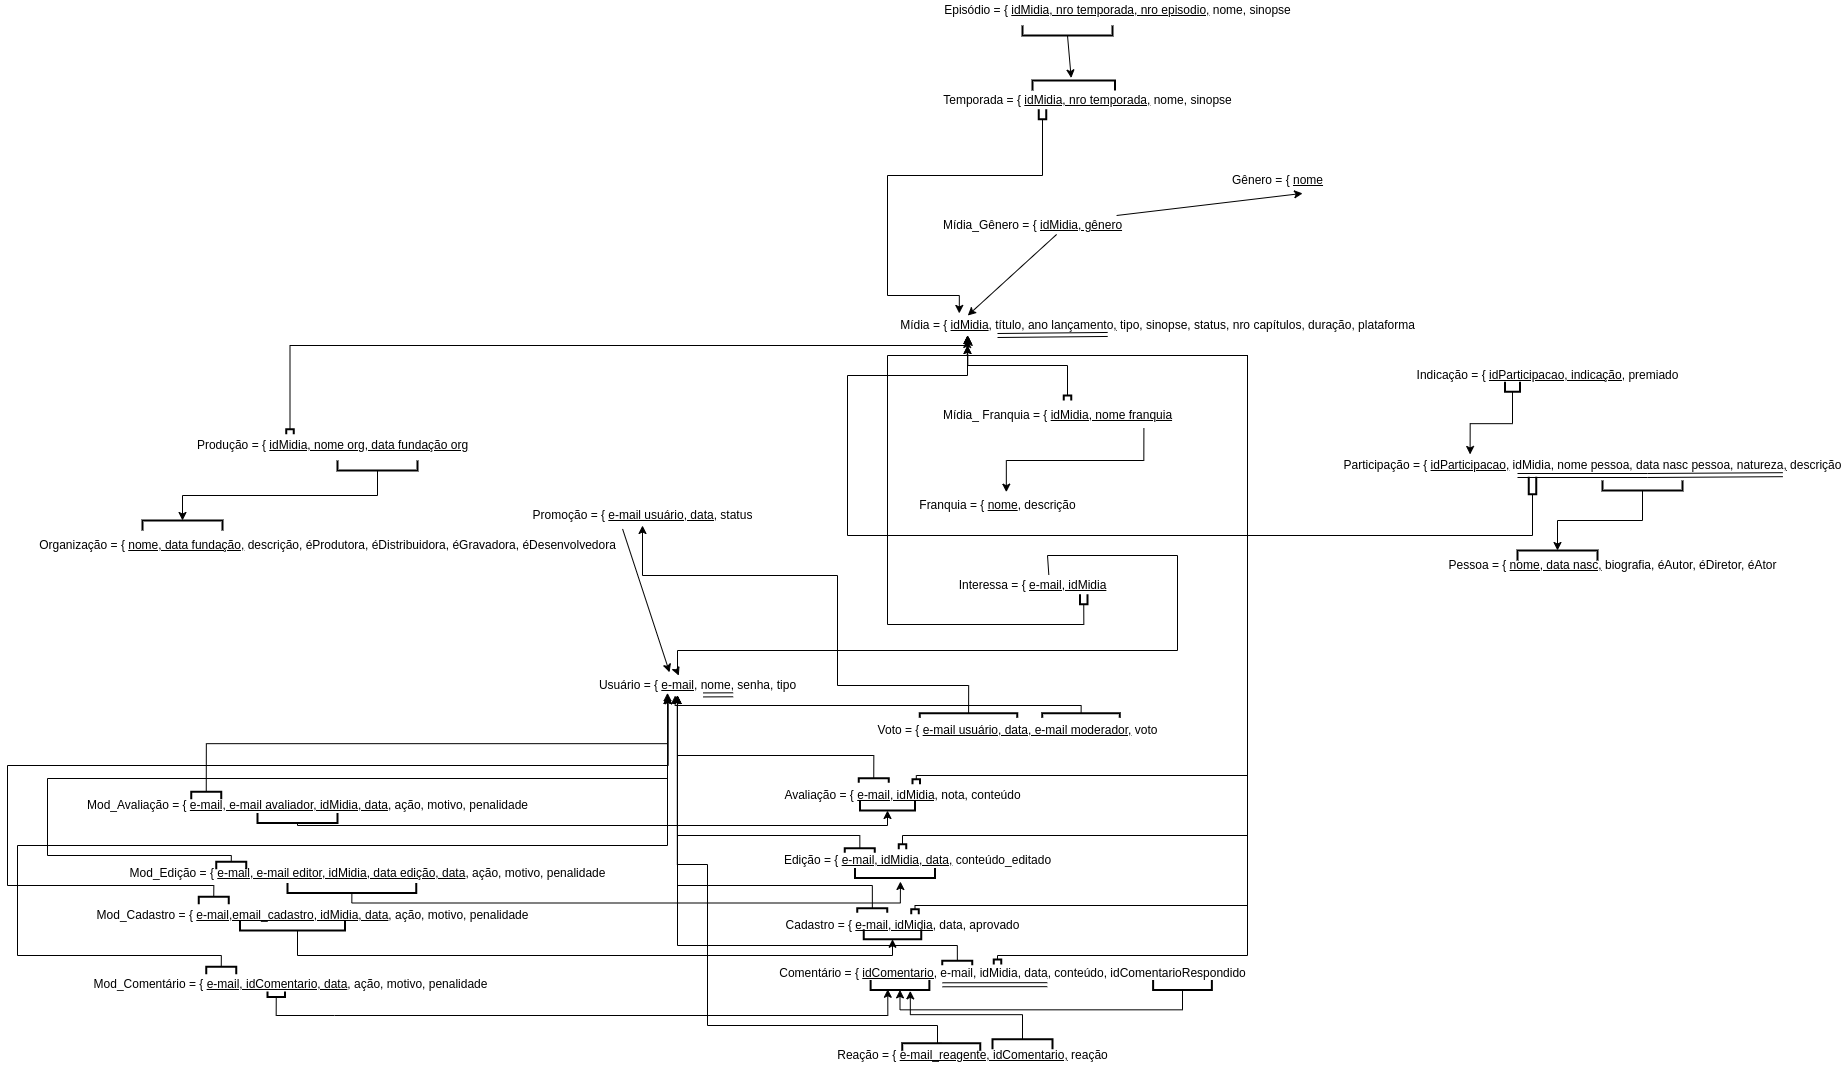 Episódio = { idMidia, nro temporada, nro episodio, nome, sinopse
Temporada = { idMidia, nro temporada, nome, sinopse
Gênero = { nome
Mídia_Gênero = { idMidia, gênero
Mídia = { idMidia, título, ano lançamento, tipo, sinopse, status, nro capítulos, duração, plataforma
Indicação = { idParticipacao, indicação, premiado
Mídia_ Franquia = { idMidia, nome franquia
Produção = { idMidia, nome org, data fundação org
Participação = { idParticipacao, idMidia, nome pessoa, data nasc pessoa, natureza, descrição
Franquia = { nome, descrição
Promoção = { e-mail usuário, data, status
Organização = { nome, data fundação, descrição, éProdutora, éDistribuidora, éGravadora, éDesenvolvedora
Pessoa = { nome, data nasc, biografia, éAutor, éDiretor, éAtor
Interessa = { e-mail, idMidia
Usuário = { e-mail, nome, senha, tipo
Voto = { e-mail usuário, data, e-mail moderador, voto
Avaliação = { e-mail, idMidia, nota, conteúdo
Mod_Avaliação = { e-mail, e-mail avaliador, idMidia, data, ação, motivo, penalidade
Edição = { e-mail, idMidia, data, conteúdo_editado
Mod_Edição = { e-mail, e-mail editor, idMidia, data edição, data, ação, motivo, penalidade
Mod_Cadastro = { e-mail,email_cadastro, idMidia, data, ação, motivo, penalidade
Cadastro = { e-mail, idMidia, data, aprovado
Comentário = { idComentario, e-mail, idMidia, data, conteúdo, idComentarioRespondido
Mod_Comentário = { e-mail, idComentario, data, ação, motivo, penalidade
Reação = { e-mail_reagente, idComentario, reação